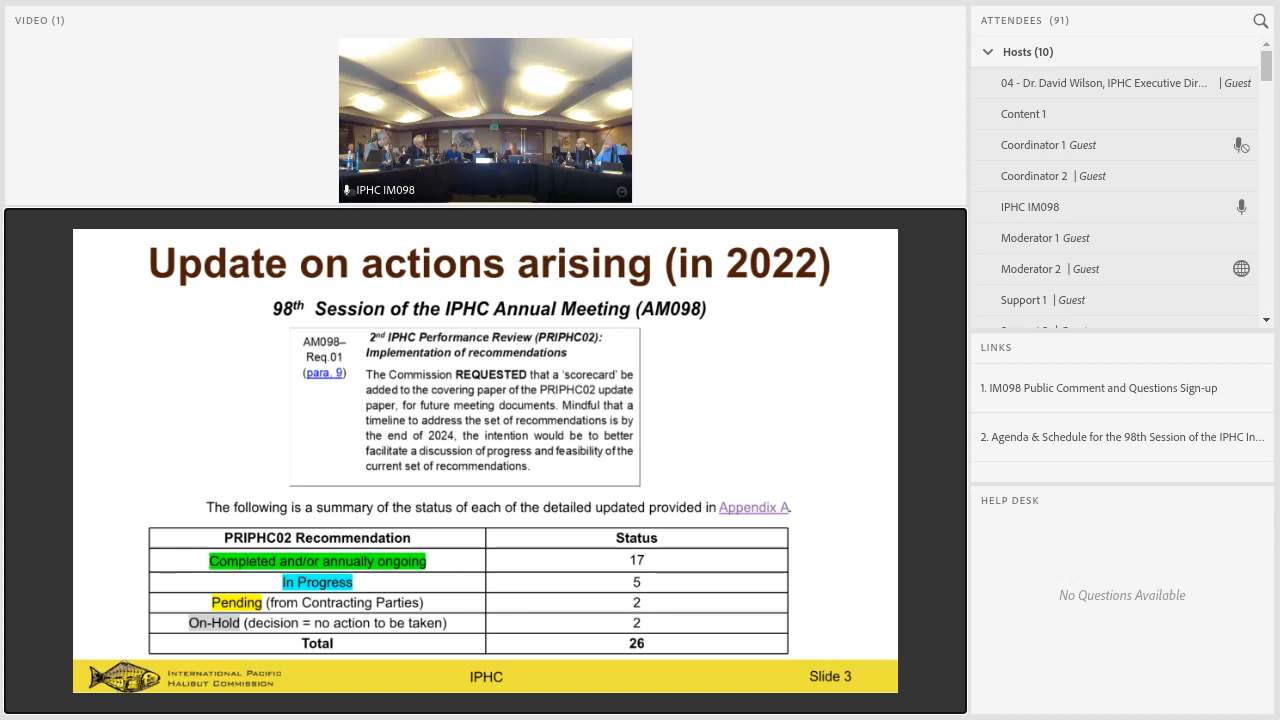 VIDEO (1)
IPHC IM098
Update on actions arising (in 2022)
98th Session of the IPHC Annual Meeting (AM098)
AM098–
Req.01
(para. 9)
2nd IPHC Performance Review (PRIPHC02):
Implementation of recommendations
The Commission REQUESTED that a ‘scorecard’ be
added to the covering paper of the PRIPHC02 update
paper, for future meeting documents. Mindful that a
timeline to address the set of recommendations is by
the end of 2024, the intention would be to better
facilitate a discussion of progress and feasibility of the
current set of recommendations.
The following is a summary of the status of each of the detailed updated provided in Appendix A.
PRIPHC02 Recommendation Status
Completed and/or annually ongoing 17
In Progress 5
Pending (from Contracting Parties) 2
On-Hold (decision = no action to be taken) 2
Total 26
INTERNATIONAL PACIFIC
HALIBUT COMMISSION
IPHC
Slide 3
ATTENDEES (91)
Hosts (10)
04 - Dr. David Wilson, IPHC Executive Dir... | Guest
Content 1
Coordinator 1 Guest
Coordinator 2 | Guest
IPHC IM098
Moderator 1 Guest
Moderator 2 | Guest
Support 1 | Guest
LINKS
1. IM098 Public Comment and Questions Sign-up
2. Agenda & Schedule for the 98th Session of the IPHC In...
HELP DESK
No Questions Available